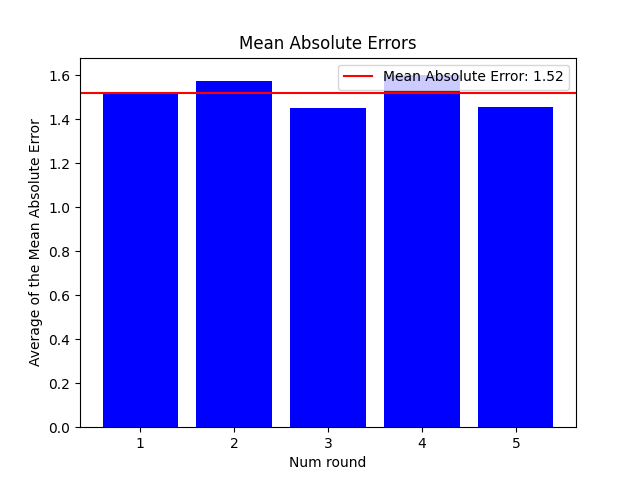 Mean Absolute Errors
Mean Absolute Error: 1.52
Average of the Mean Absolute Error
1.6
1.4
1.2
1.0
0.8
0.6
0.4
0.2
0.0
1 2 3 4 5
Num round